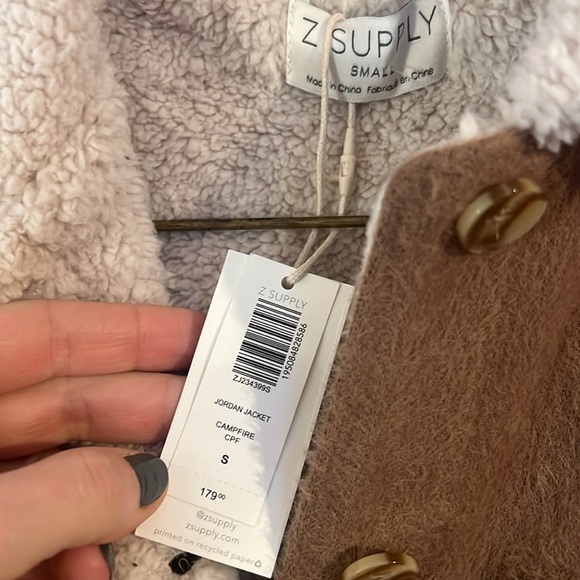 Z SUPPLY
SMALL
Made in China Fabriqué en Chine
Z SUPPLY
195084828586
ZJ234399S
JORDAN JACKET
CAMPFIRE
CPF
S
179.00
@zsupply
zsupply.com
printed on recycled paper